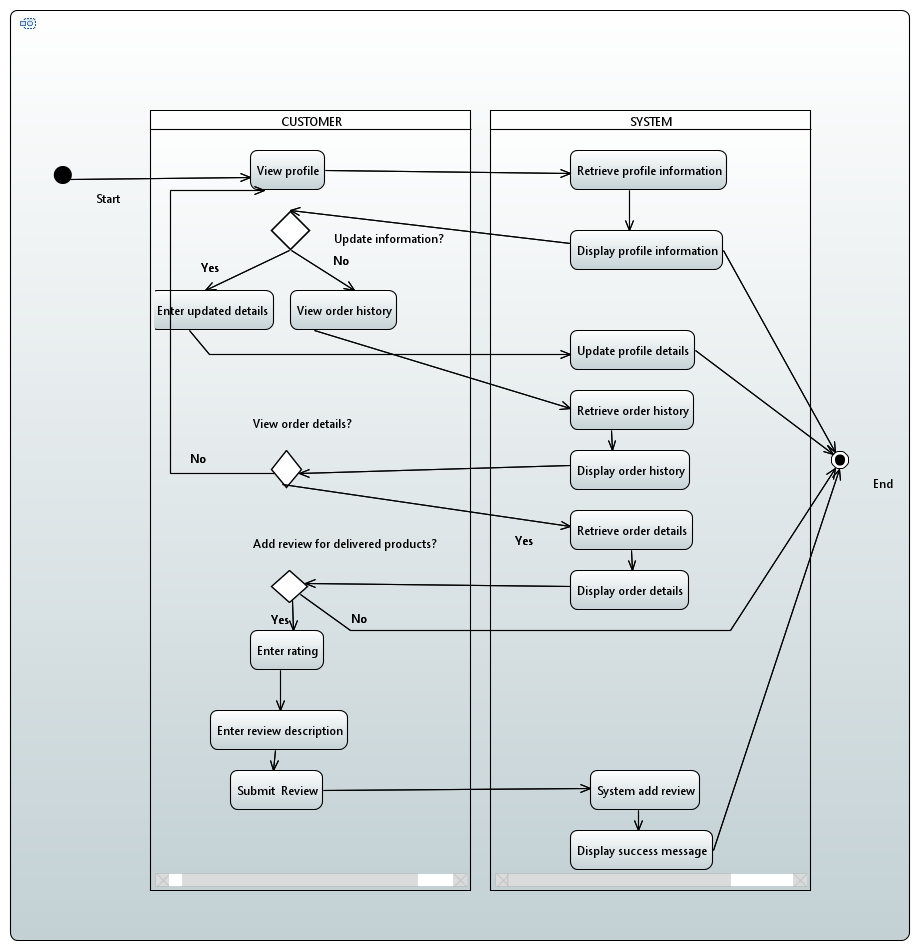 CUSTOMER
SYSTEM
View profile
Retrieve profile information
Start
Update information?
Display profile information
Yes
No
Enter updated details
View order history
Update profile details
Retrieve order history
View order details?
No
Display order history
End
Retrieve order details
Yes
Add review for delivered products?
Display order details
Yes
No
Enter rating
Enter review description
Submit  Review
System add review
Display success message